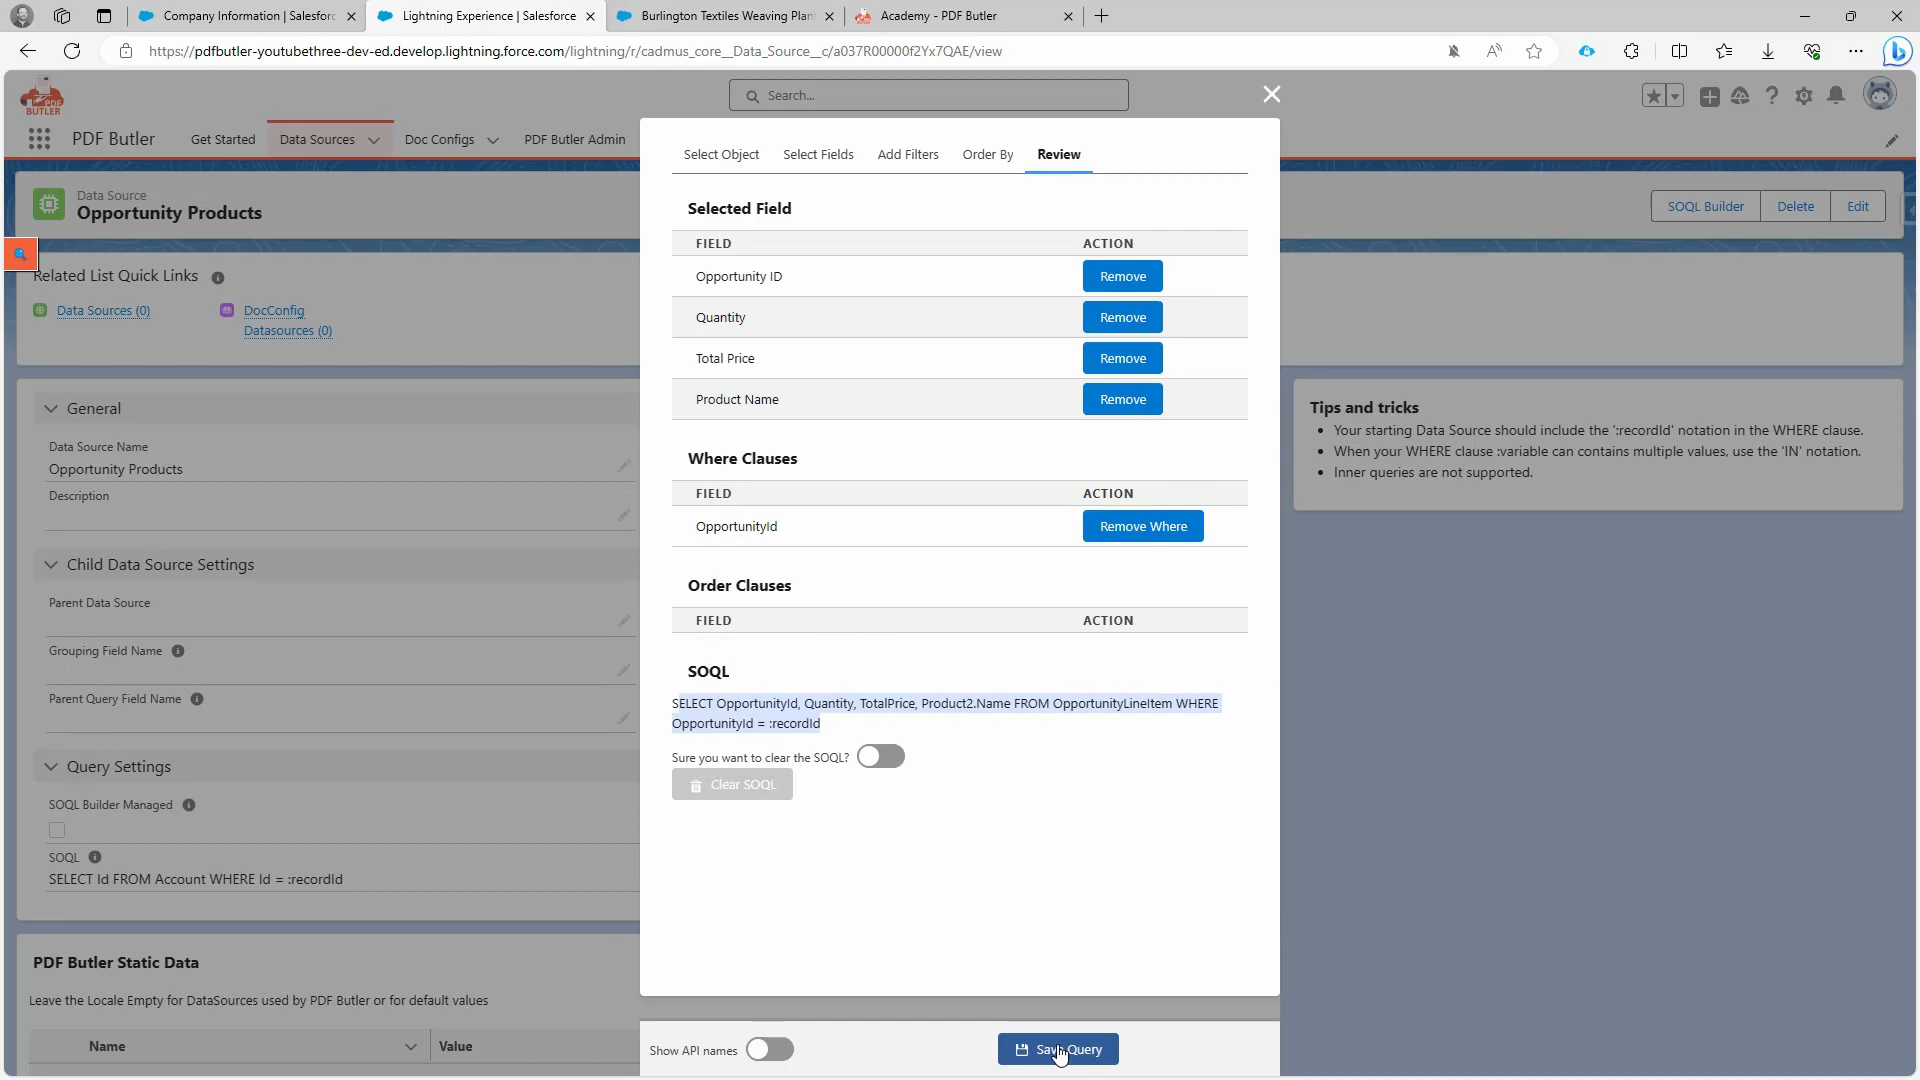 Company Information | Salesforc
Lightning Experience | Salesforce
Burlington Textiles Weaving Plan
Academy - PDF Butler
https://pdfbutler-youtubethree-dev-ed.develop.lightning.force.com/lightning/r/cadmus_core__Data_Source__c/a037R00000f2Yx7QAE/view
PDF BUTLER
Search...
PDF Butler
Get Started
Data Sources
Doc Configs
PDF Butler Admin
Data Source
Opportunity Products
SOQL Builder
Delete
Edit
Related List Quick Links
Data Sources (0)
DocConfig
Datasources (0)
General
Data Source Name
Opportunity Products
Description
Child Data Source Settings
Parent Data Source
Grouping Field Name
Parent Query Field Name
Query Settings
SOQL Builder Managed
SOQL
SELECT Id FROM Account WHERE Id = :recordId
PDF Butler Static Data
Leave the Locale Empty for DataSources used by PDF Butler or for default values
Name
Value
Select Object
Select Fields
Add Filters
Order By
Review
Selected Field
FIELD
ACTION
Opportunity ID
Remove
Quantity
Remove
Total Price
Remove
Product Name
Remove
Where Clauses
FIELD
ACTION
OpportunityId
Remove Where
Order Clauses
FIELD
ACTION
SOQL
SELECT OpportunityId, Quantity, TotalPrice, Product2.Name FROM OpportunityLineItem WHERE
OpportunityId = :recordId
Sure you want to clear the SOQL?
Clear SOQL
Show API names
Save Query
Tips and tricks
Your starting Data Source should include the ':recordId' notation in the WHERE clause.
When your WHERE clause :variable can contains multiple values, use the 'IN' notation.
Inner queries are not supported.